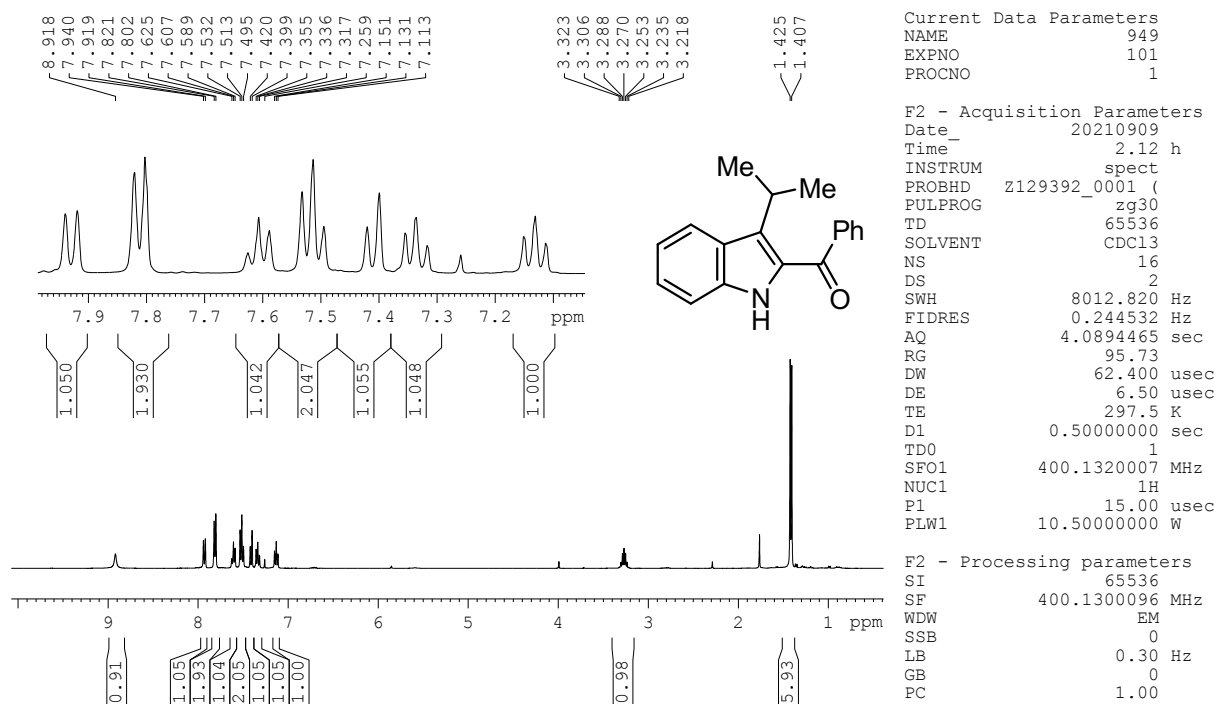 8.918
7.940
7.919
7.821
7.802
7.625
7.607
7.589
7.532
7.513
7.495
7.420
7.399
7.355
7.336
7.317
7.259
7.151
7.131
7.113
3.323
3.306
3.288
3.270
3.253
3.235
3.218
1.425
1.407
7.9 7.8 7.7 7.6 7.5 7.4 7.3 7.2 ppm
1.050
1.930
1.042
2.047
1.055
1.048
1.000
Me
Me
Ph
O
N
H
9 8 7 6 5 4 3 2 1 ppm
0.91
1.05
1.93
1.04
2.05
1.05
1.05
1.00
0.98
5.93
Current Data Parameters
NAME 949
EXPNO 101
PROCNO 1
F2 - Acquisition Parameters
Date_ 20210909
Time 2.12 h
INSTRUM spect
PROBHD Z129392_0001 (
PULPROG zg30
TD 65536
SOLVENT CDCl3
NS 16
DS 2
SWH 8012.820 Hz
FIDRES 0.244532 Hz
AQ 4.0894465 sec
RG 95.73
DW 62.400 usec
DE 6.50 usec
TE 297.5 K
D1 0.50000000 sec
TD0 1
SFO1 400.1320007 MHz
NUC1 1H
P1 15.00 usec
PLW1 10.50000000 W
F2 - Processing parameters
SI 65536
SF 400.1300096 MHz
WDW EM
SSB 0
LB 0.30 Hz
GB 0
PC 1.00